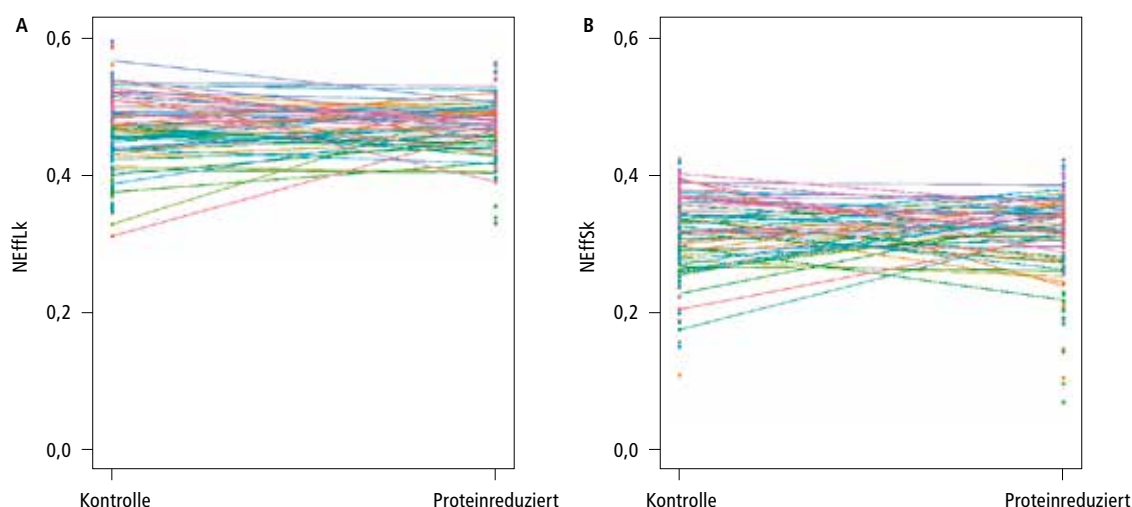 A
0,6
0,4
0,2
0,0
NEffLk
Kontrolle Proteinreduziert
B
0,6
0,4
0,2
0,0
NEffSk
Kontrolle Proteinreduziert